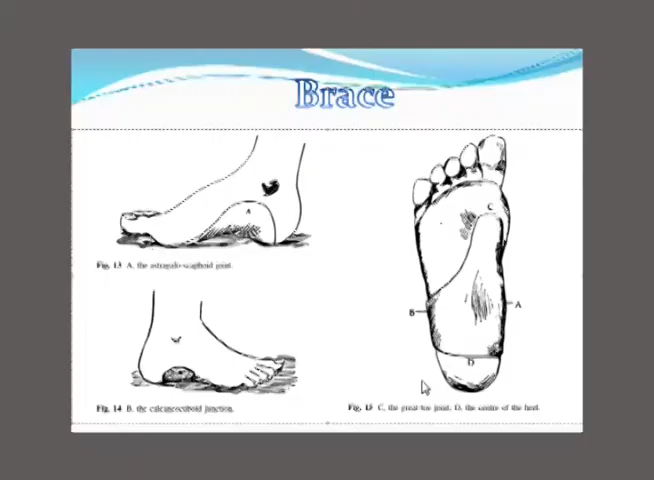 Brace
A
Fig. 13 A, the astragalo-scaphoid joint.
Fig. 14 B, the calcaneocuboid junction.
C
B
A
D
Fig. 15 C, the great-toe joint. D, the centre of the heel.